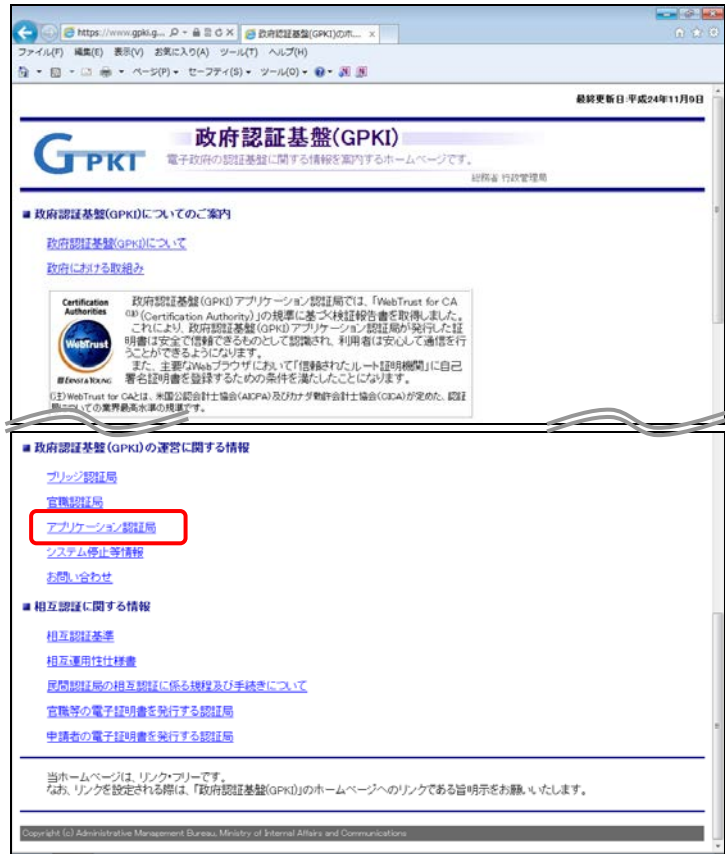 https://www.gpki.g...
政府認証基盤(GPKI)のホ... ×
ファイル(F) 編集(E) 表示(V) お気に入り(A) ツール(T) ヘルプ(H)
ページ(P) セーフティ(S) ツール(O)
最終更新日:平成24年11月9日
GPKI
政府認証基盤(GPKI)
電子政府の認証基盤に関する情報を案内するホームページです。
総務省 行政管理局
■ 政府認証基盤(GPKI)についてのご案内
政府認証基盤(GPKI)について
政府における取組み
Certification
Authorities
WebTrust
ERNST & YOUNG
政府認証基盤(GPKI)アプリケーション認証局では、「WebTrust for CA
(注)(Certification Authority)」の規準に基づく検証報告書を取得しました。
これにより、政府認証基盤(GPKI)アプリケーション認証局が発行した証
明書は安全で信頼できるものとして認識され、利用者は安心して通信を行
うことができるようになります。
また、主要なWebブラウザにおいて「信頼されたルート証明機関」に自己
署名証明書を登録するための条件を満たしたことになります。
(注)WebTrust for CAとは、米国公認会計士協会(AICPA)及びカナダ勅許会計士協会(CICA)が定めた、認証
局についての業界最高水準の規準です。
■ 政府認証基盤(GPKI)の運営に関する情報
ブリッジ認証局
官職認証局
アプリケーション認証局
システム停止等情報
お問い合わせ
■ 相互認証に関する情報
相互認証基準
相互運用性仕様書
民間認証局の相互認証に係る規程及び手続きについて
官職等の電子証明書を発行する認証局
申請者の電子証明書を発行する認証局
当ホームページは、リンク・フリーです。
なお、リンクを設定される際は、「政府認証基盤(GPKI)」のホームページへのリンクである旨明示をお願いいたします。
Copyright (c) Administrative Management Bureau, Ministry of Internal Affairs and Communications